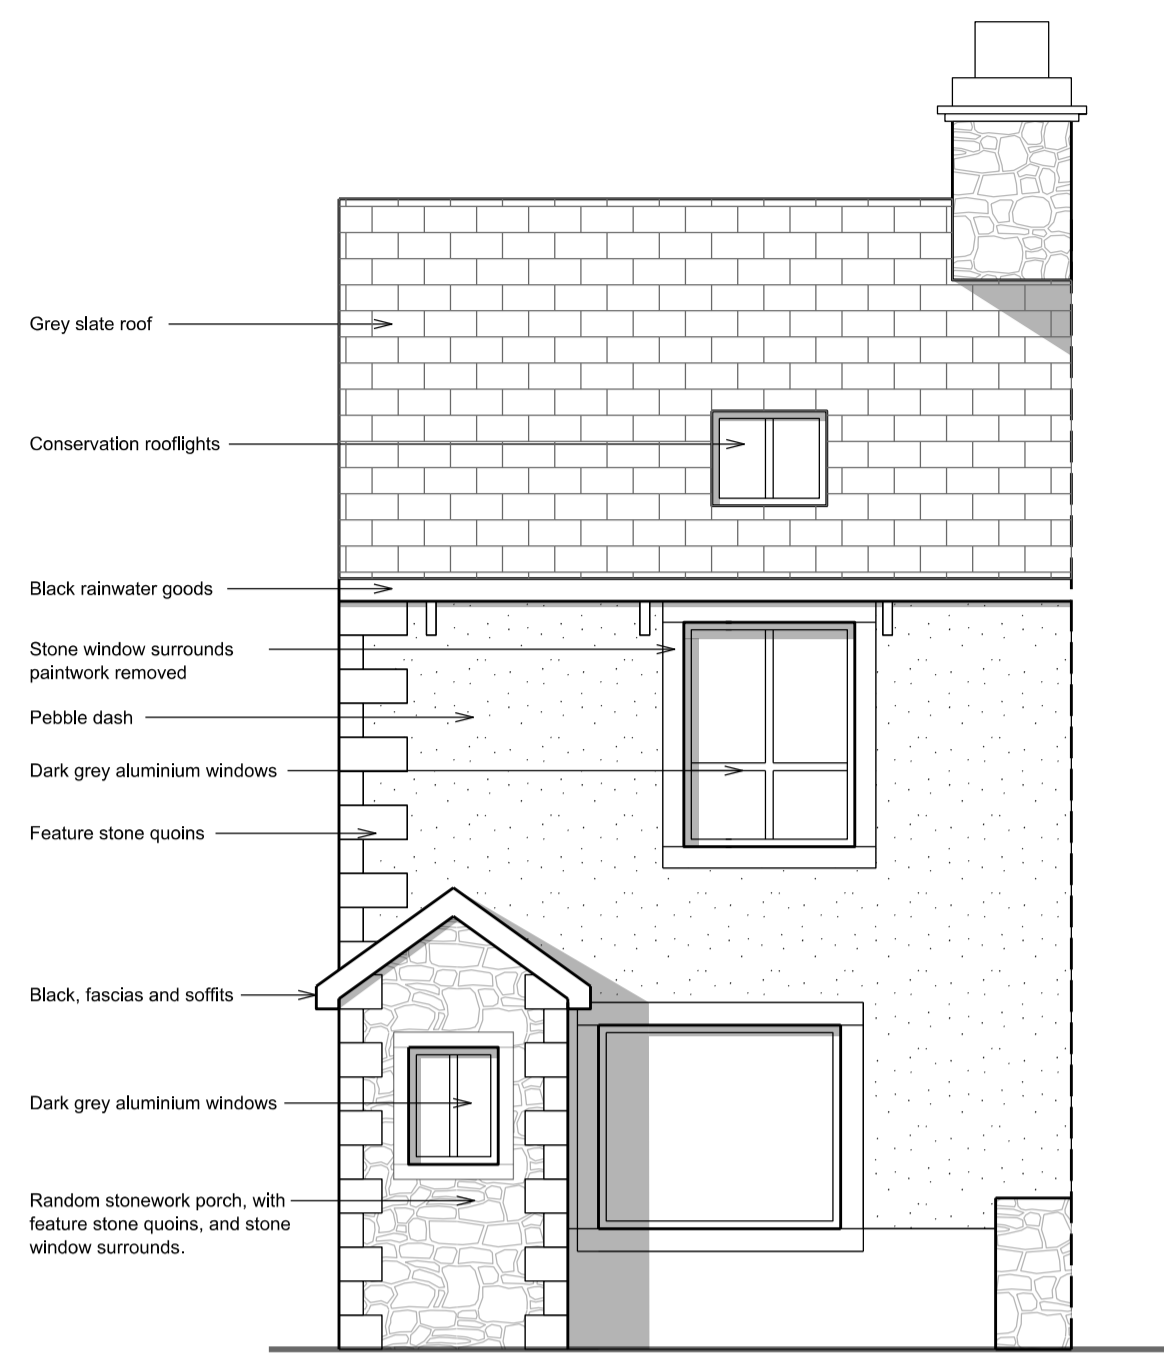 Grey slate roof
Conservation rooflights
Black rainwater goods
Stone window surrounds
paintwork removed
Pebble dash
Dark grey aluminium windows
Feature stone quoins
Black, fascias and soffits
Dark grey aluminium windows
Random stonework porch, with
feature stone quoins, and stone
window surrounds.